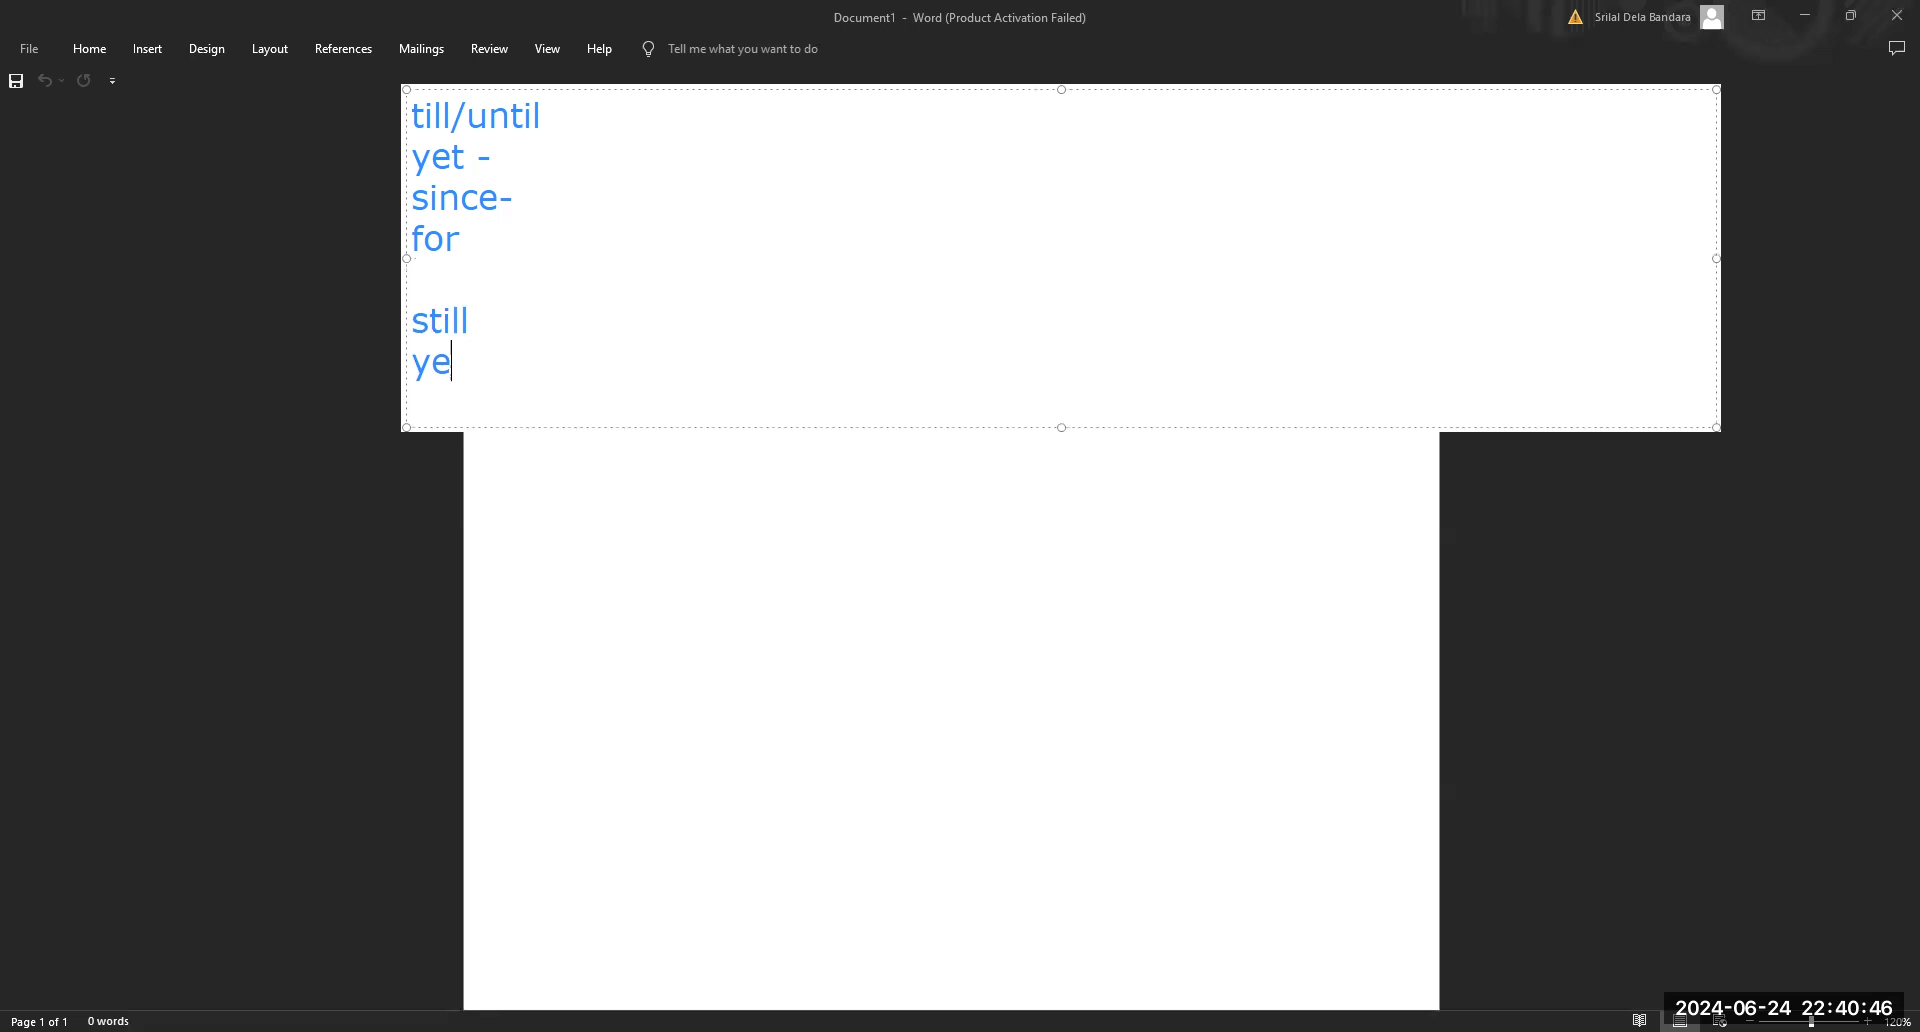 Document1 - Word (Product Activation Failed)
Srilal Dela Bandara
File Home Insert Design Layout References Mailings Review View Help Tell me what you want to do
till/until
yet -
since-
for
still
ye
2024-06-24 22:40:46
Page 1 of 1 0 words 120%